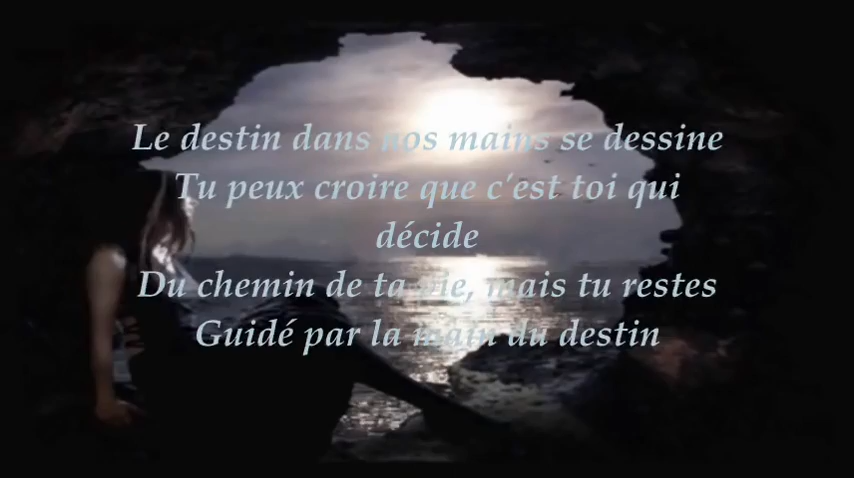 Le destin dans nos mains se dessine
Tu peux croire que c'est toi qui
décide
Du chemin de ta vie, mais tu restes
Guidé par la main du destin